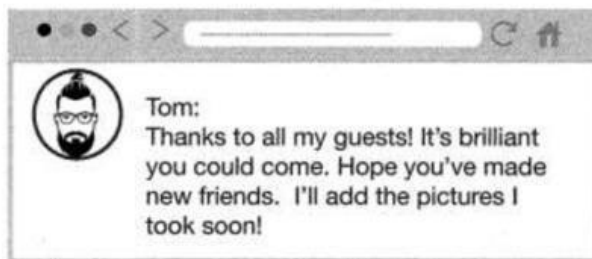 Tom:
Thanks to all my guests! It's brilliant
you could come. Hope you've made
new friends.  I'll add the pictures I
took soon!